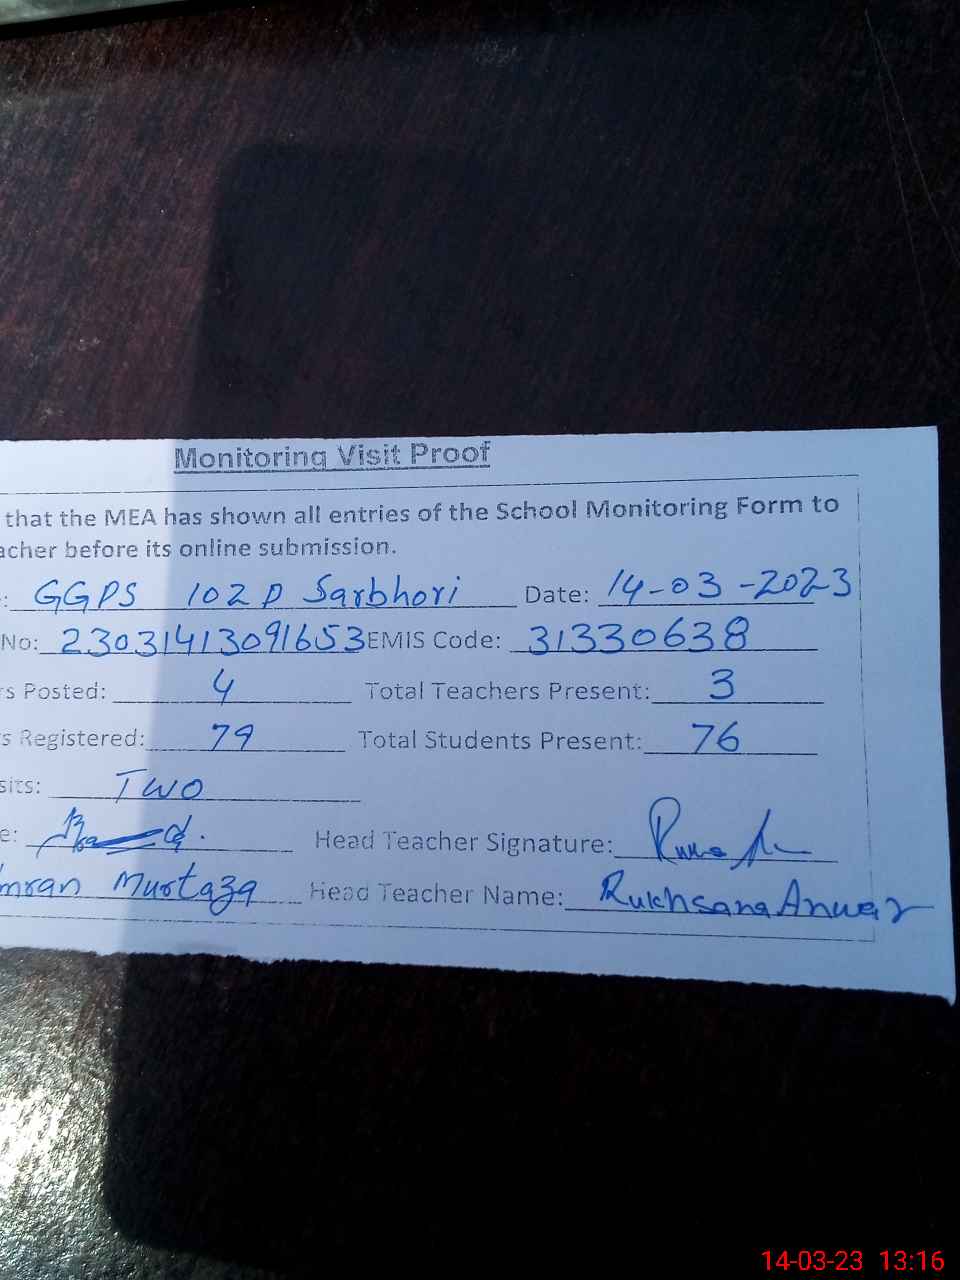 Monitoring Visit Proof
that the MEA has shown all entries of the School Monitoring Form to
acher before its online submission.
: GGPS 102 P Sarbhori Date: 14-03-2023
No: 23031413091653 EMIS Code: 31330638
rs Posted: 4 Total Teachers Present: 3
s Registered: 79 Total Students Present: 76
sits: Two
e: Head Teacher Signature:
mran Murtaza Head Teacher Name: Rukhsana Anwar
14-03-23 13:16